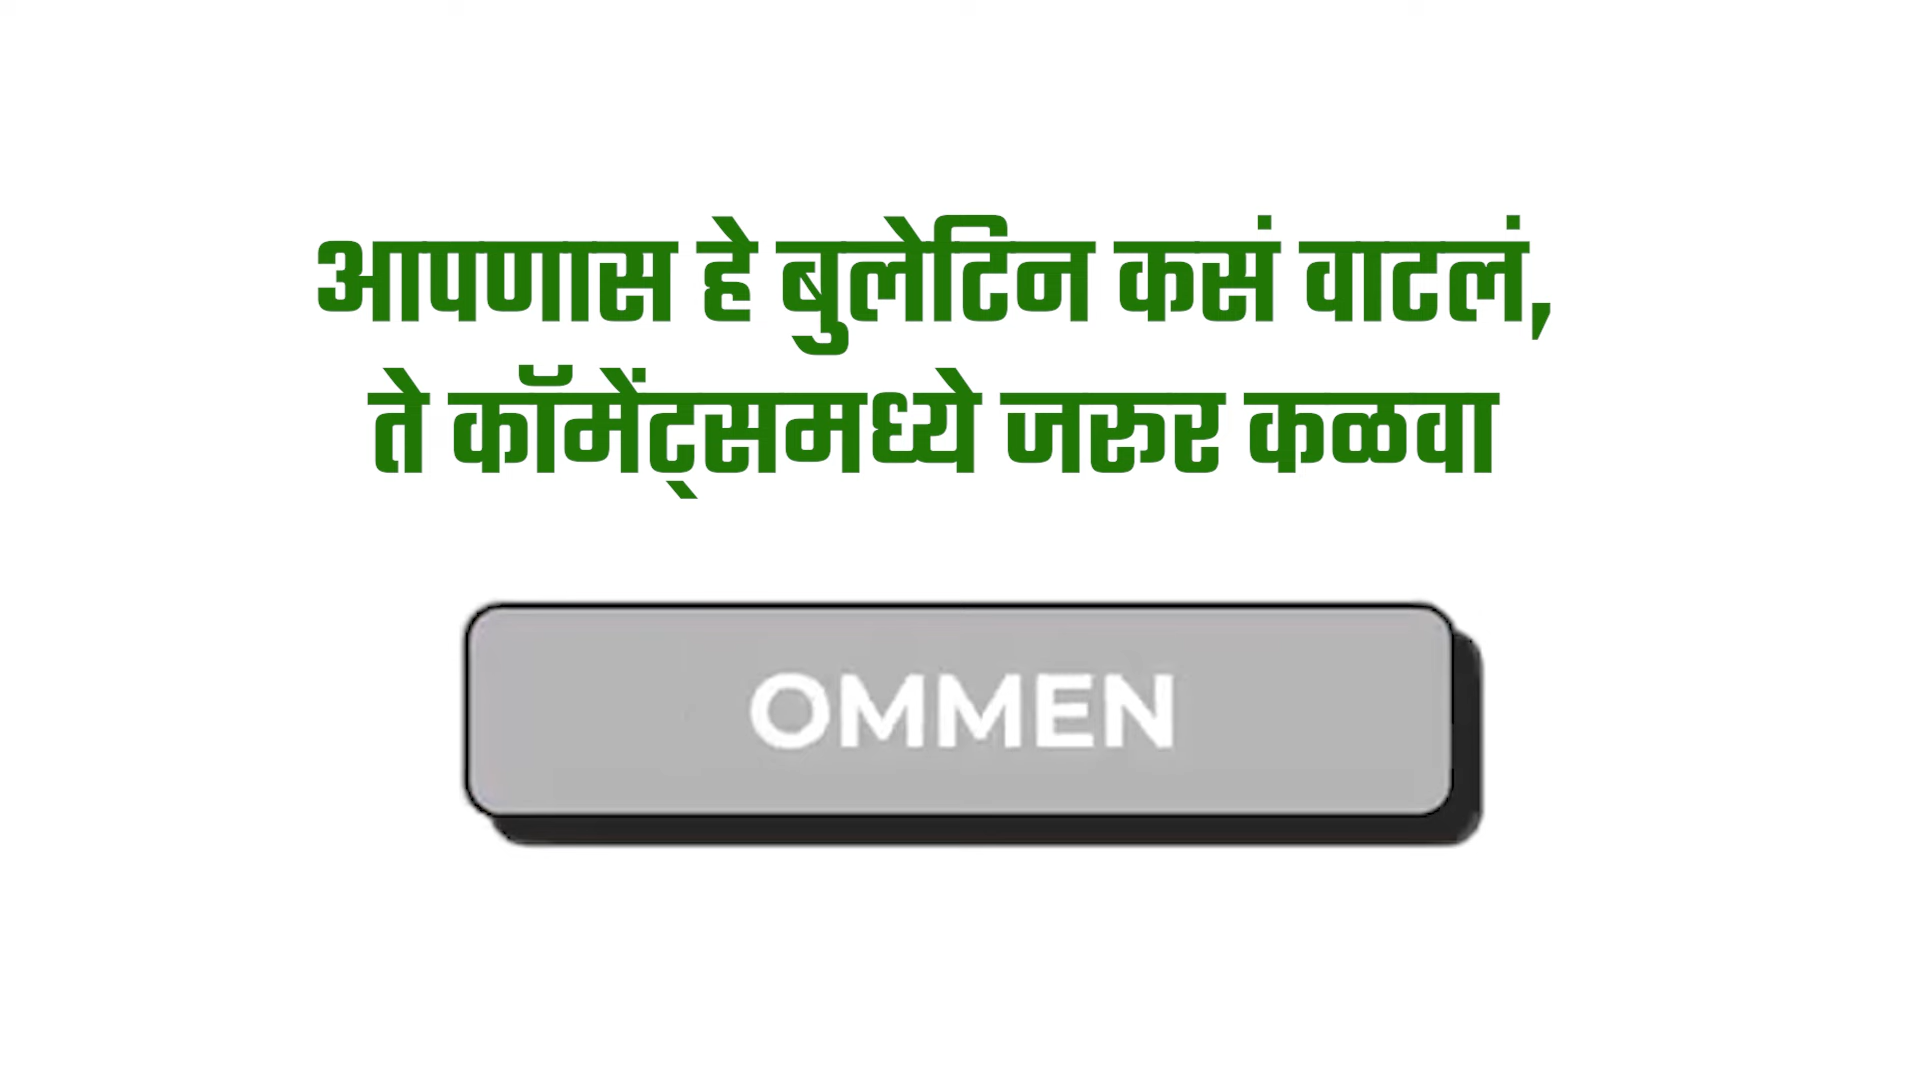 आपणास हे बुलेटिन कसं वाटलं,
ते कॉमेंट्समध्ये जरुर कळवा
OMMEN